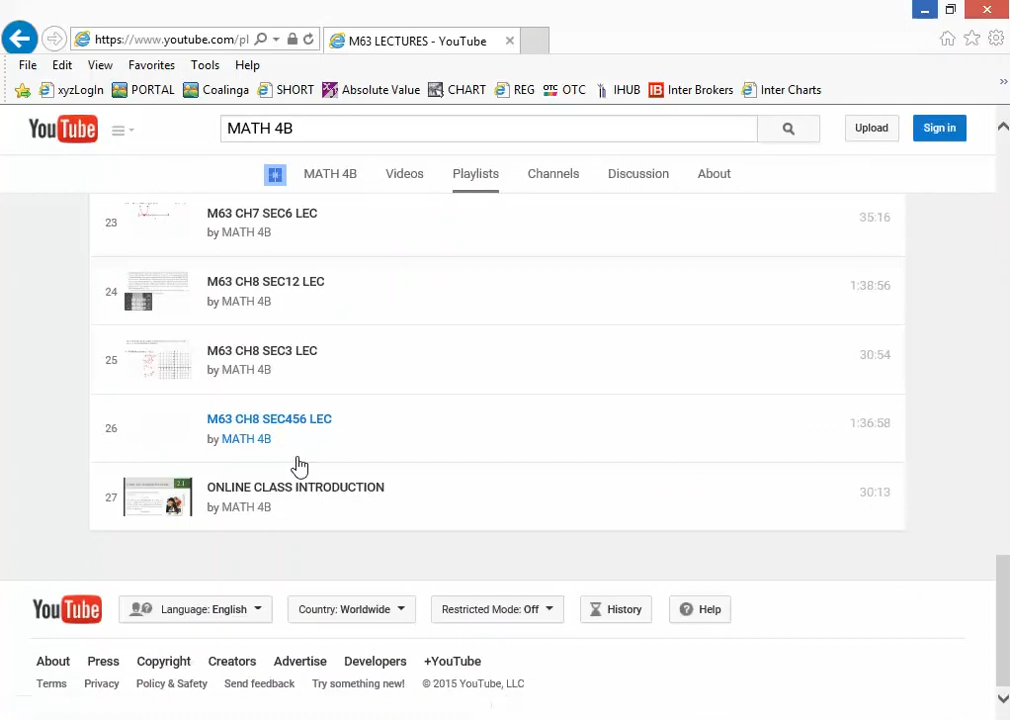 https://www.youtube.com/pl
M63 LECTURES - YouTube
File Edit View Favorites Tools Help
xyzLogIn PORTAL Coalinga SHORT Absolute Value CHART REG OTC OTC IHUB IB Inter Brokers Inter Charts
YouTube MATH 4B Upload Sign in
MATH 4B Videos Playlists Channels Discussion About
23 M63 CH7 SEC6 LEC 35:16
by MATH 4B
24 M63 CH8 SEC12 LEC 1:38:56
by MATH 4B
25 M63 CH8 SEC3 LEC 30:54
by MATH 4B
26 M63 CH8 SEC456 LEC 1:36:58
by MATH 4B
27 ONLINE CLASS INTRODUCTION 30:13
by MATH 4B
YouTube Language: English Country: Worldwide Restricted Mode: Off History Help
About Press Copyright Creators Advertise Developers +YouTube
Terms Privacy Policy & Safety Send feedback Try something new! © 2015 YouTube, LLC